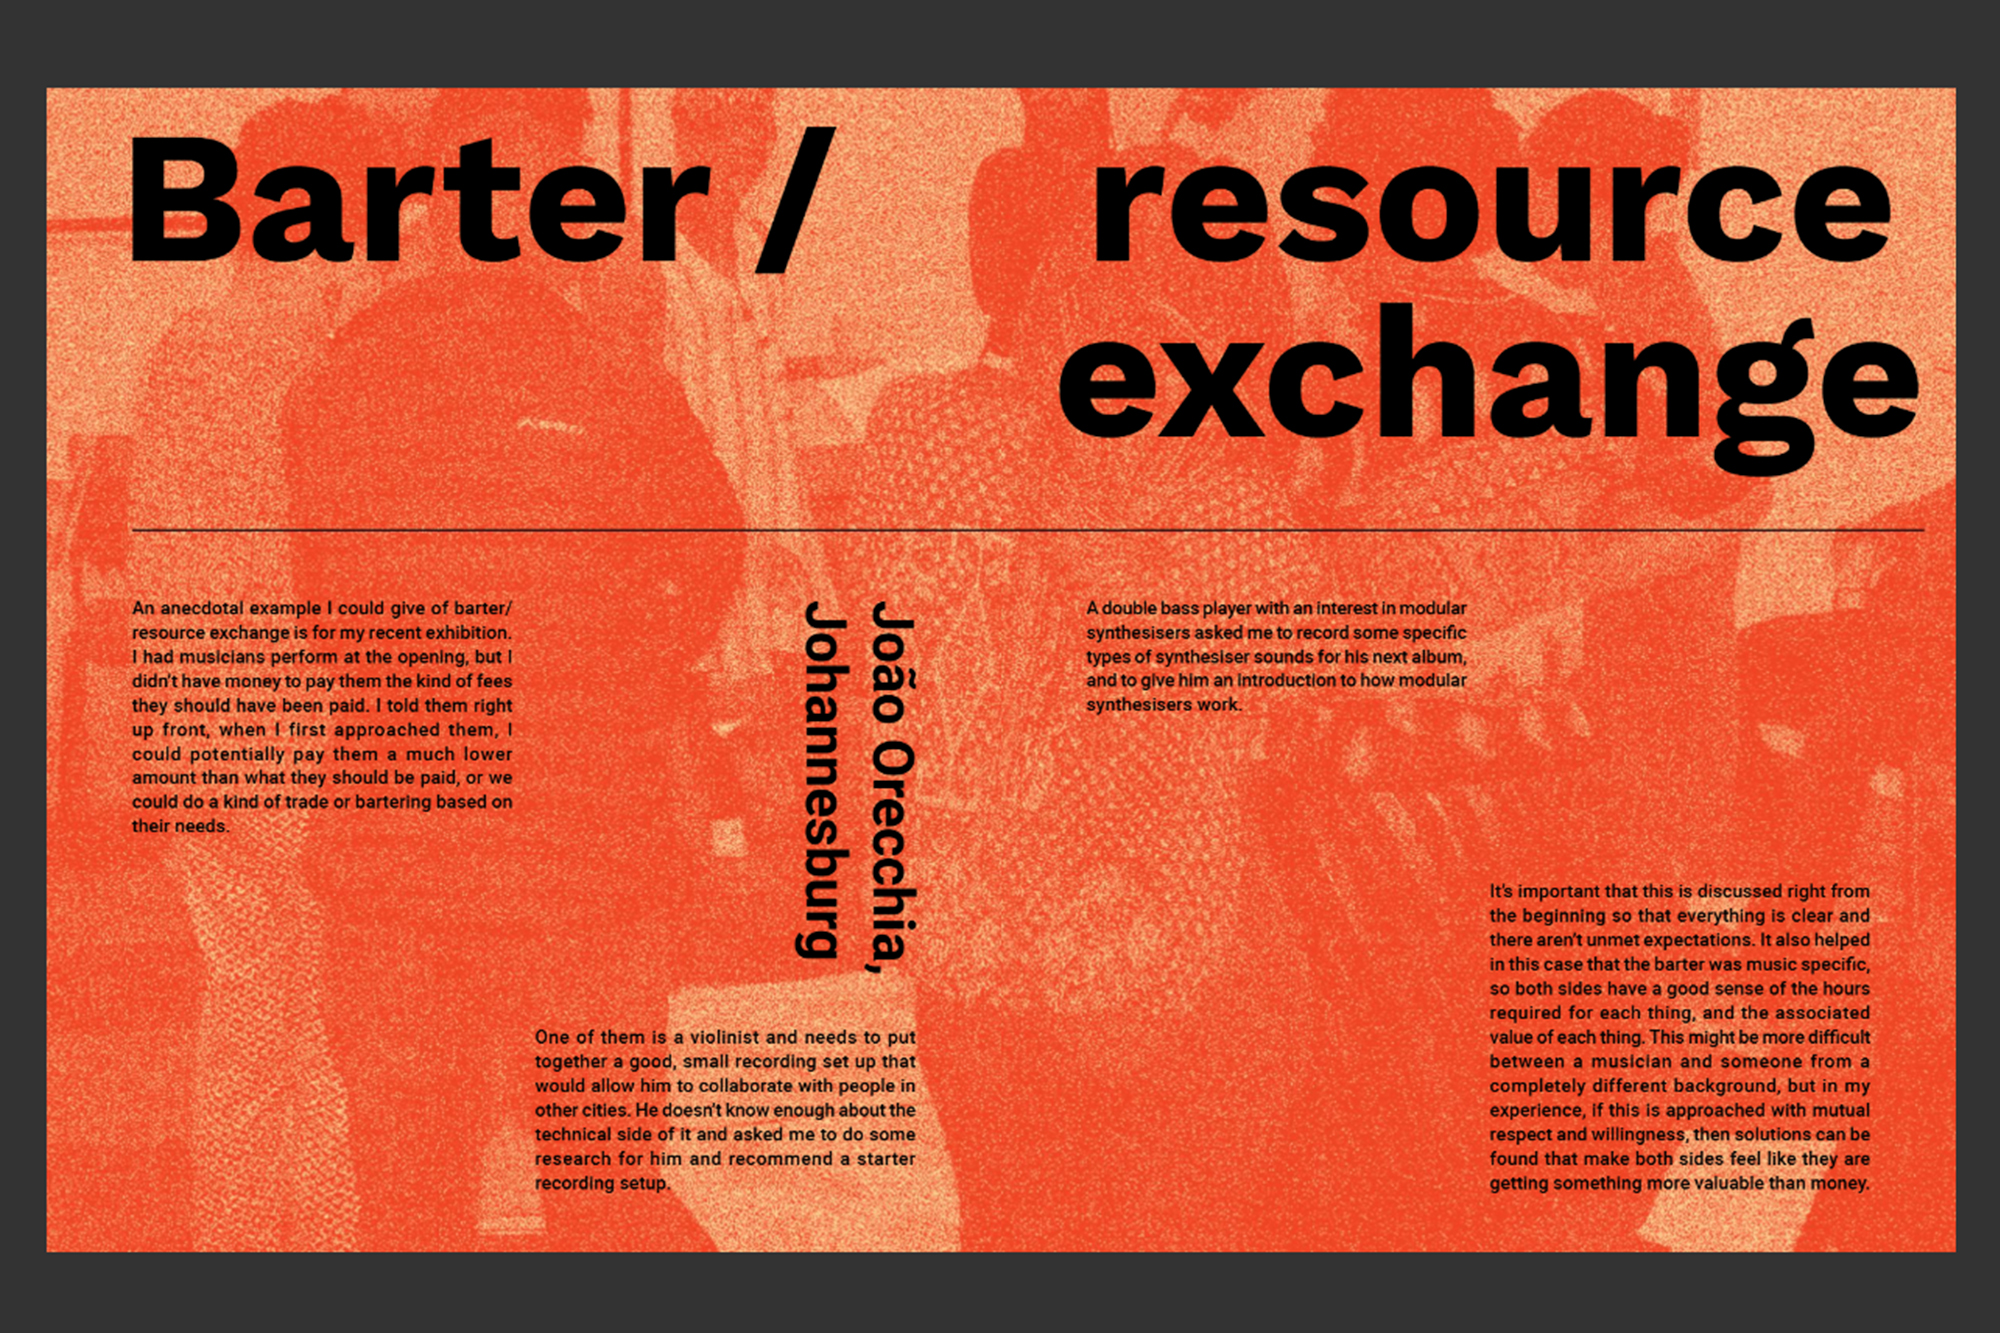 Barter / resource
exchange
An anecdotal example I could give of barter/
resource exchange is for my recent exhibition.
I had musicians perform at the opening, but I
didn't have money to pay them the kind of fees
they should have been paid. I told them right
up front, when I first approached them, I
could potentially pay them a much lower
amount than what they should be paid, or we
could do a kind of trade or bartering based on
their needs.
One of them is a violinist and needs to put
together a good, small recording set up that
would allow him to collaborate with people in
other cities. He doesn't know enough about the
technical side of it and asked me to do some
research for him and recommend a starter
recording setup.
João Orecchia,
Johannesburg
A double bass player with an interest in modular
synthesisers asked me to record some specific
types of synthesiser sounds for his next album,
and to give him an introduction to how modular
synthesisers work.
It's important that this is discussed right from
the beginning so that everything is clear and
there aren't unmet expectations. It also helped
in this case that the barter was music specific,
so both sides have a good sense of the hours
required for each thing, and the associated
value of each thing. This might be more difficult
between a musician and someone from a
completely different background, but in my
experience, if this is approached with mutual
respect and willingness, then solutions can be
found that make both sides feel like they are
getting something more valuable than money.